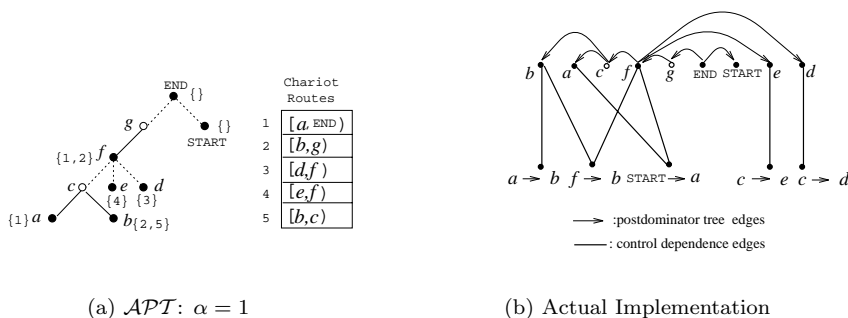 END
{}
g
{}
START
{1,2} f
c
e
d
{4}
{3}
{1} a
b {2,5}
Chariot
Routes
1 [a, END)
2 [b,g)
3 [d,f)
4 [e,f)
5 [b,c)
(a) APT: α = 1
b a c f g END START e d
a → b f → b START → a c → e c → d
→ :postdominator tree edges
— : control dependence edges
(b) Actual Implementation